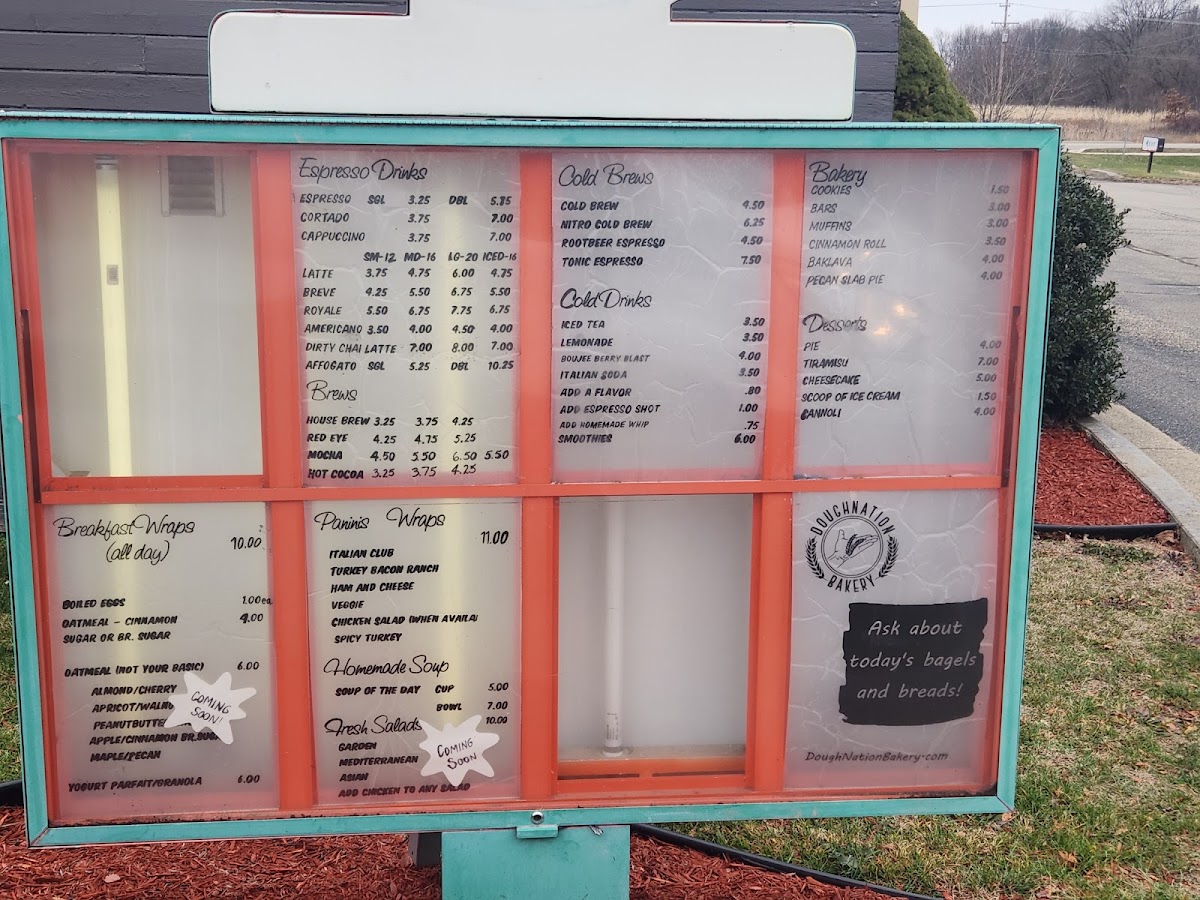 Espresso Drinks
ESPRESSO SGL 3.25 DBL 5.75
CORTADO 3.75 7.00
CAPPUCCINO 3.75 7.00
SM-12 MD-16 LG-20 ICED-16
LATTE 3.75 4.75 6.00 4.75
BREVE 4.25 5.50 6.75 5.50
ROYALE 5.50 6.75 7.75 6.75
AMERICANO 3.50 4.00 4.50 4.00
DIRTY CHAI LATTE 7.00 8.00 7.00
AFFOGATO SGL 5.25 DBL 10.25
Brews
HOUSE BREW 3.25 3.75 4.25
RED EYE 4.25 4.75 5.25
MOCHA 4.50 5.50 6.50 5.50
HOT COCOA 3.25 3.75 4.25
Cold Brews
COLD BREW 4.50
NITRO COLD BREW 6.25
ROOTBEER ESPRESSO 4.50
TONIC ESPRESSO 7.50
Cold Drinks
ICED TEA 3.50
LEMONADE 3.50
BOUJEE BERRY BLAST 4.00
ITALIAN SODA 3.50
ADD A FLAVOR .80
ADD ESPRESSO SHOT 1.00
ADD HOMEMADE WHIP .75
SMOOTHIES 6.00
Bakery
COOKIES 1.50
BARS 3.00
MUFFINS 3.00
CINNAMON ROLL 3.50
BAKLAVA 4.00
PECAN SLAB PIE 4.00
Desserts
PIE 4.00
TIRAMISU 7.00
CHEESECAKE 5.00
SCOOP OF ICE CREAM 1.50
CANNOLI 4.00
Breakfast Wraps
(all day) 10.00
BOILED EGGS 1.00ea
OATMEAL - CINNAMON 4.00
SUGAR OR BR. SUGAR
OATMEAL (NOT YOUR BASIC) 6.00
ALMOND/CHERRY
APRICOT/WALNU
PEANUTBUTTE
APPLE/CINNAMON BR.SUGA
MAPLE/PECAN
COMING
SOON!
YOGURT PARFAIT/GRANOLA 6.00
Paninis Wraps
11.00
ITALIAN CLUB
TURKEY BACON RANCH
HAM AND CHEESE
VEGGIE
CHICKEN SALAD (WHEN AVAILA
SPICY TURKEY
Homemade Soup
SOUP OF THE DAY CUP 5.00
BOWL 7.00
Fresh Salads 10.00
GARDEN
MEDITERRANEAN
ASIAN
ADD CHICKEN TO ANY SALAD
COMING
SOON
DOUGHNATION
BAKERY
Ask about
today's bagels
and breads!
DoughNationBakery.com